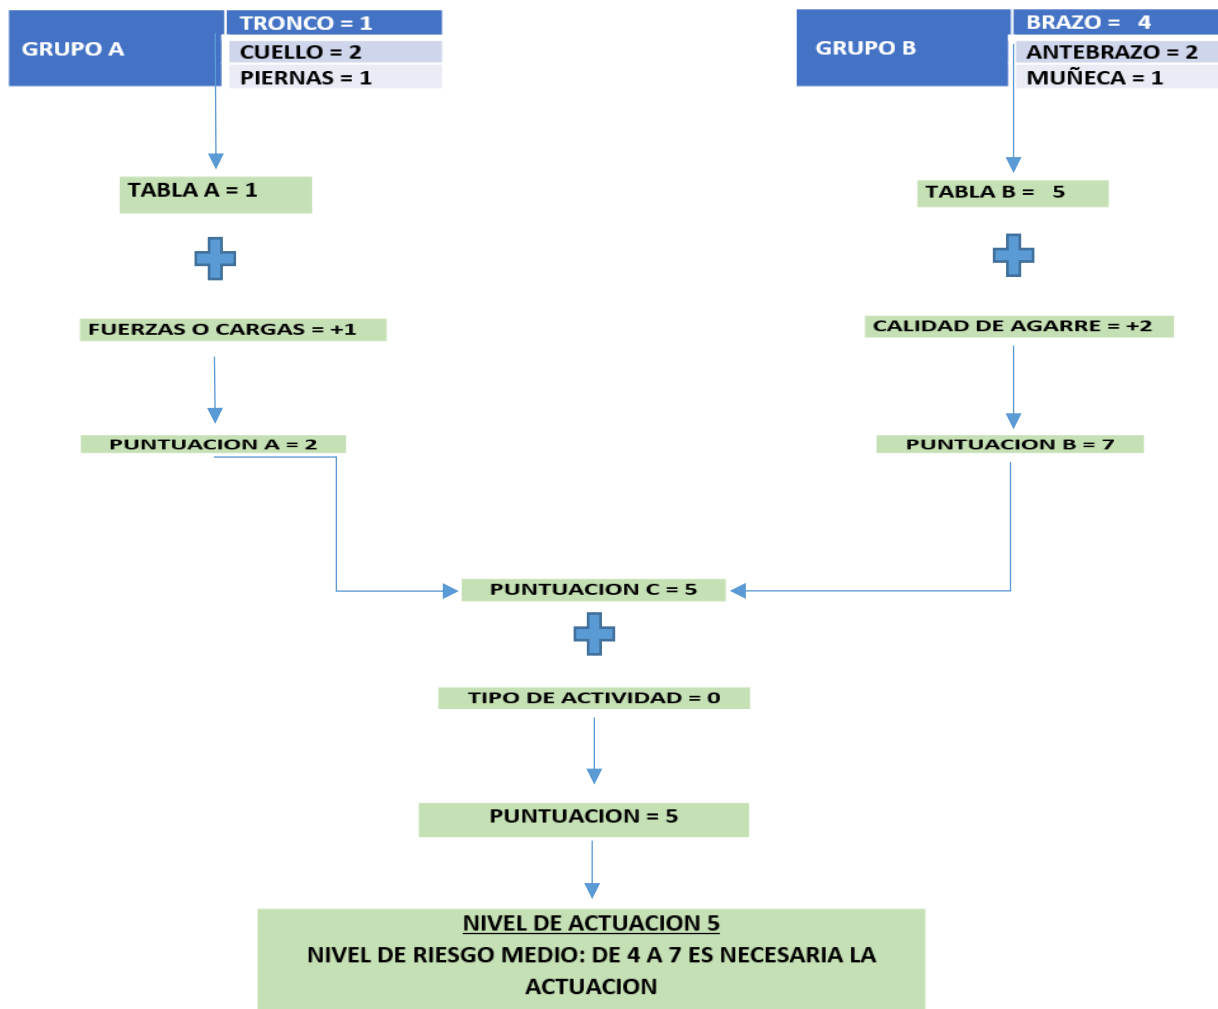 GRUPO A
TRONCO = 1
CUELLO = 2
PIERNAS = 1
GRUPO B
BRAZO = 4
ANTEBRAZO = 2
MUÑECA = 1
TABLA A = 1
TABLA B = 5
FUERZAS O CARGAS = +1
CALIDAD DE AGARRE = +2
PUNTUACION A = 2
PUNTUACION B = 7
PUNTUACION C = 5
TIPO DE ACTIVIDAD = 0
PUNTUACION = 5
NIVEL DE ACTUACION 5
NIVEL DE RIESGO MEDIO: DE 4 A 7 ES NECESARIA LA
ACTUACION